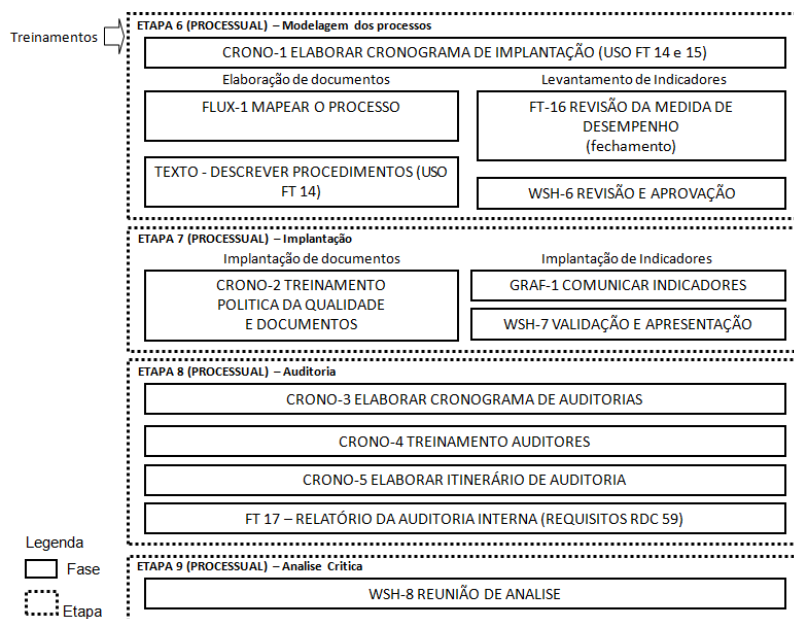 ETAPA 6 (PROCESSUAL) – Modelagem dos processos
Treinamentos
CRONO-1 ELABORAR CRONOGRAMA DE IMPLANTAÇÃO (USO FT 14 e 15)
Elaboração de documentos
Levantamento de Indicadores
FLUX-1 MAPEAR O PROCESSO
FT-16 REVISÃO DA MEDIDA DE
DESEMPENHO
(fechamento)
TEXTO - DESCREVER PROCEDIMENTOS (USO
FT 14)
WSH-6 REVISÃO E APROVAÇÃO
ETAPA 7 (PROCESSUAL) – Implantação
Implantação de documentos
Implantação de Indicadores
CRONO-2 TREINAMENTO
POLITICA DA QUALIDADE
E DOCUMENTOS
GRAF-1 COMUNICAR INDICADORES
WSH-7 VALIDAÇÃO E APRESENTAÇÃO
ETAPA 8 (PROCESSUAL) – Auditoria
CRONO-3 ELABORAR CRONOGRAMA DE AUDITORIAS
CRONO-4 TREINAMENTO AUDITORES
CRONO-5 ELABORAR ITINERÁRIO DE AUDITORIA
FT 17 – RELATÓRIO DA AUDITORIA INTERNA (REQUISITOS RDC 59)
Legenda
Fase
Etapa
ETAPA 9 (PROCESSUAL) – Analise Critica
WSH-8 REUNIÃO DE ANALISE